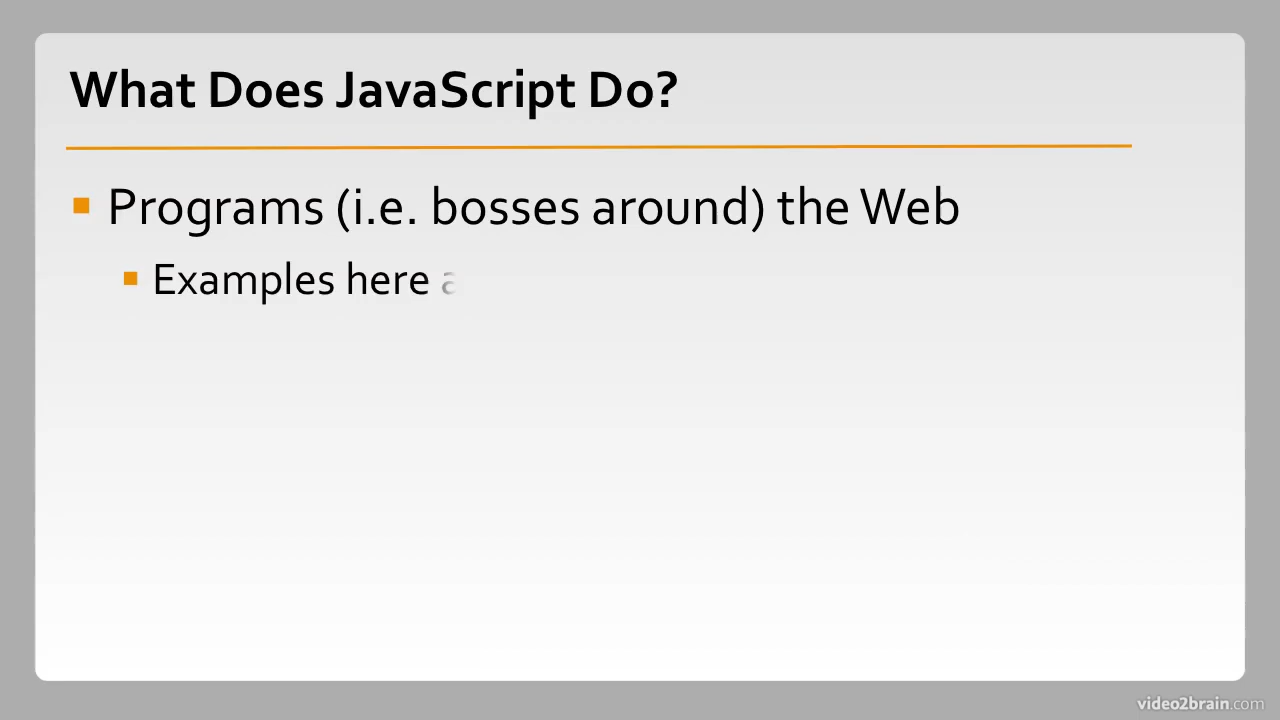 What Does JavaScript Do?
Programs (i.e. bosses around) the Web
Examples here
video2brain.com